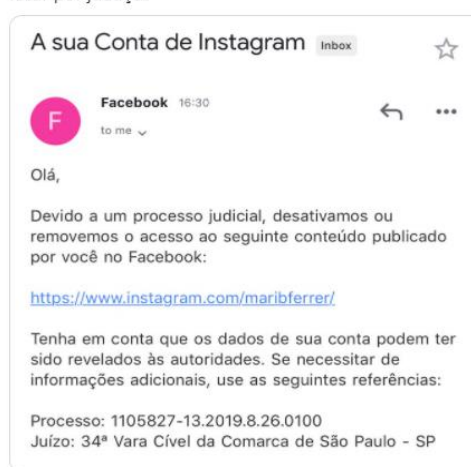 A sua Conta de Instagram Inbox
Facebook 16:30
F
to me
Olá,
Devido a um processo judicial, desativamos ou
removemos o acesso ao seguinte conteúdo publicado
por você no Facebook:
https://www.instagram.com/maribferrer/
Tenha em conta que os dados de sua conta podem ter
sido revelados às autoridades. Se necessitar de
informações adicionais, use as seguintes referências:
Processo: 1105827-13.2019.8.26.0100
Juízo: 34ª Vara Cível da Comarca de São Paulo - SP